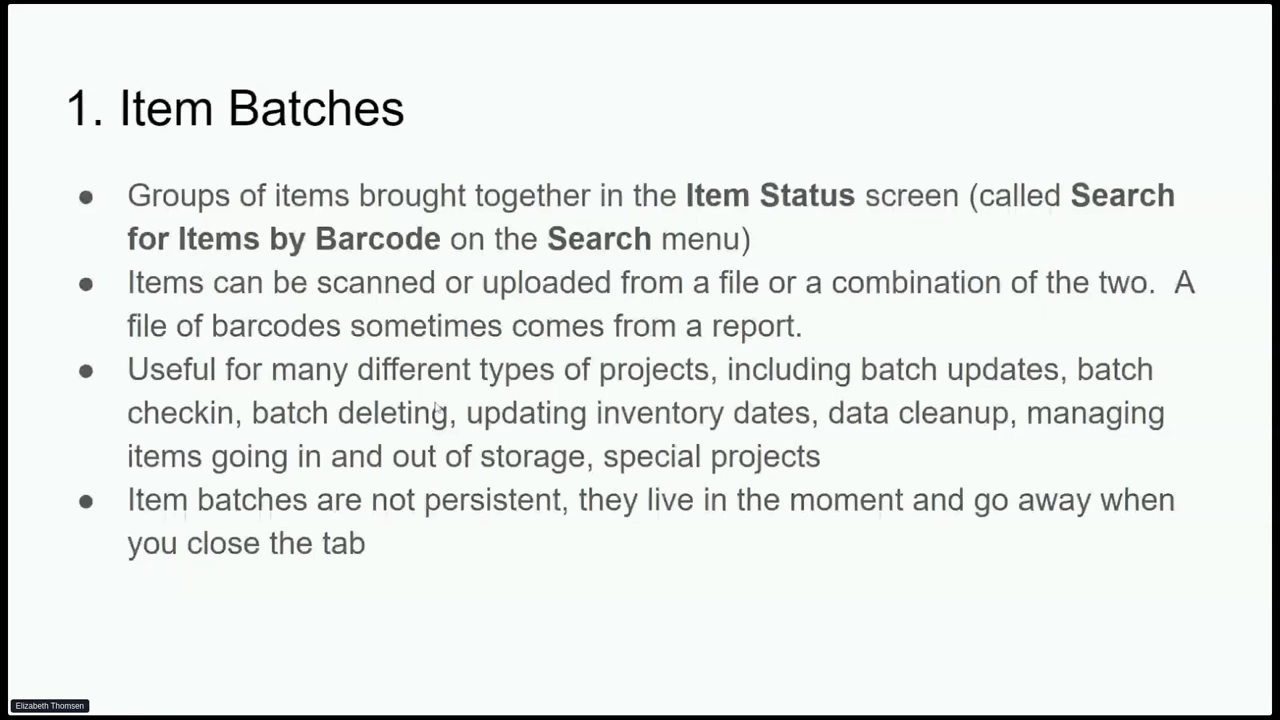 1. Item Batches
● Groups of items brought together in the Item Status screen (called Search
for Items by Barcode on the Search menu)
● Items can be scanned or uploaded from a file or a combination of the two.  A
file of barcodes sometimes comes from a report.
● Useful for many different types of projects, including batch updates, batch
checkin, batch deleting, updating inventory dates, data cleanup, managing
items going in and out of storage, special projects
● Item batches are not persistent, they live in the moment and go away when
you close the tab
Elizabeth Thomsen